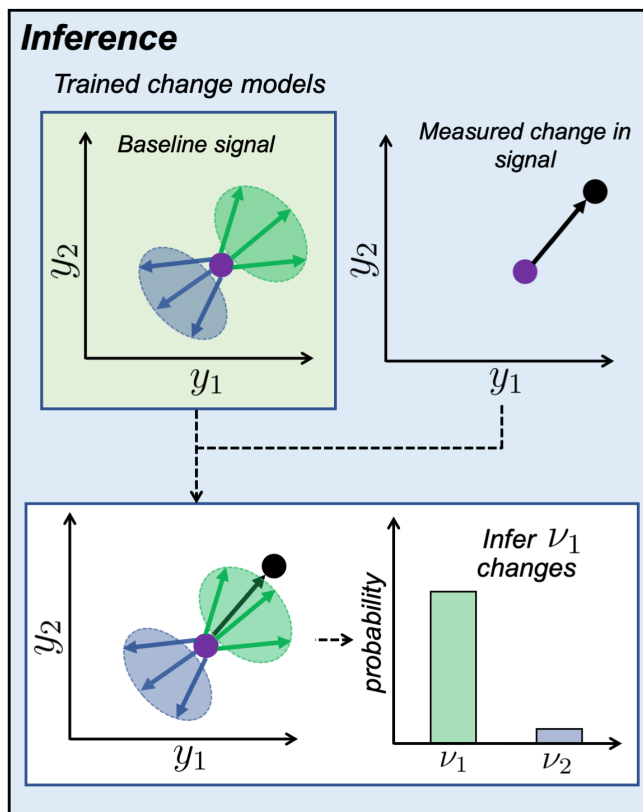 Inference
Trained change models
Baseline signal
y₂
y₁
Measured change in
signal
y₂
y₁
y₂
y₁
Infer ν₁
changes
probability
ν₁
ν₂